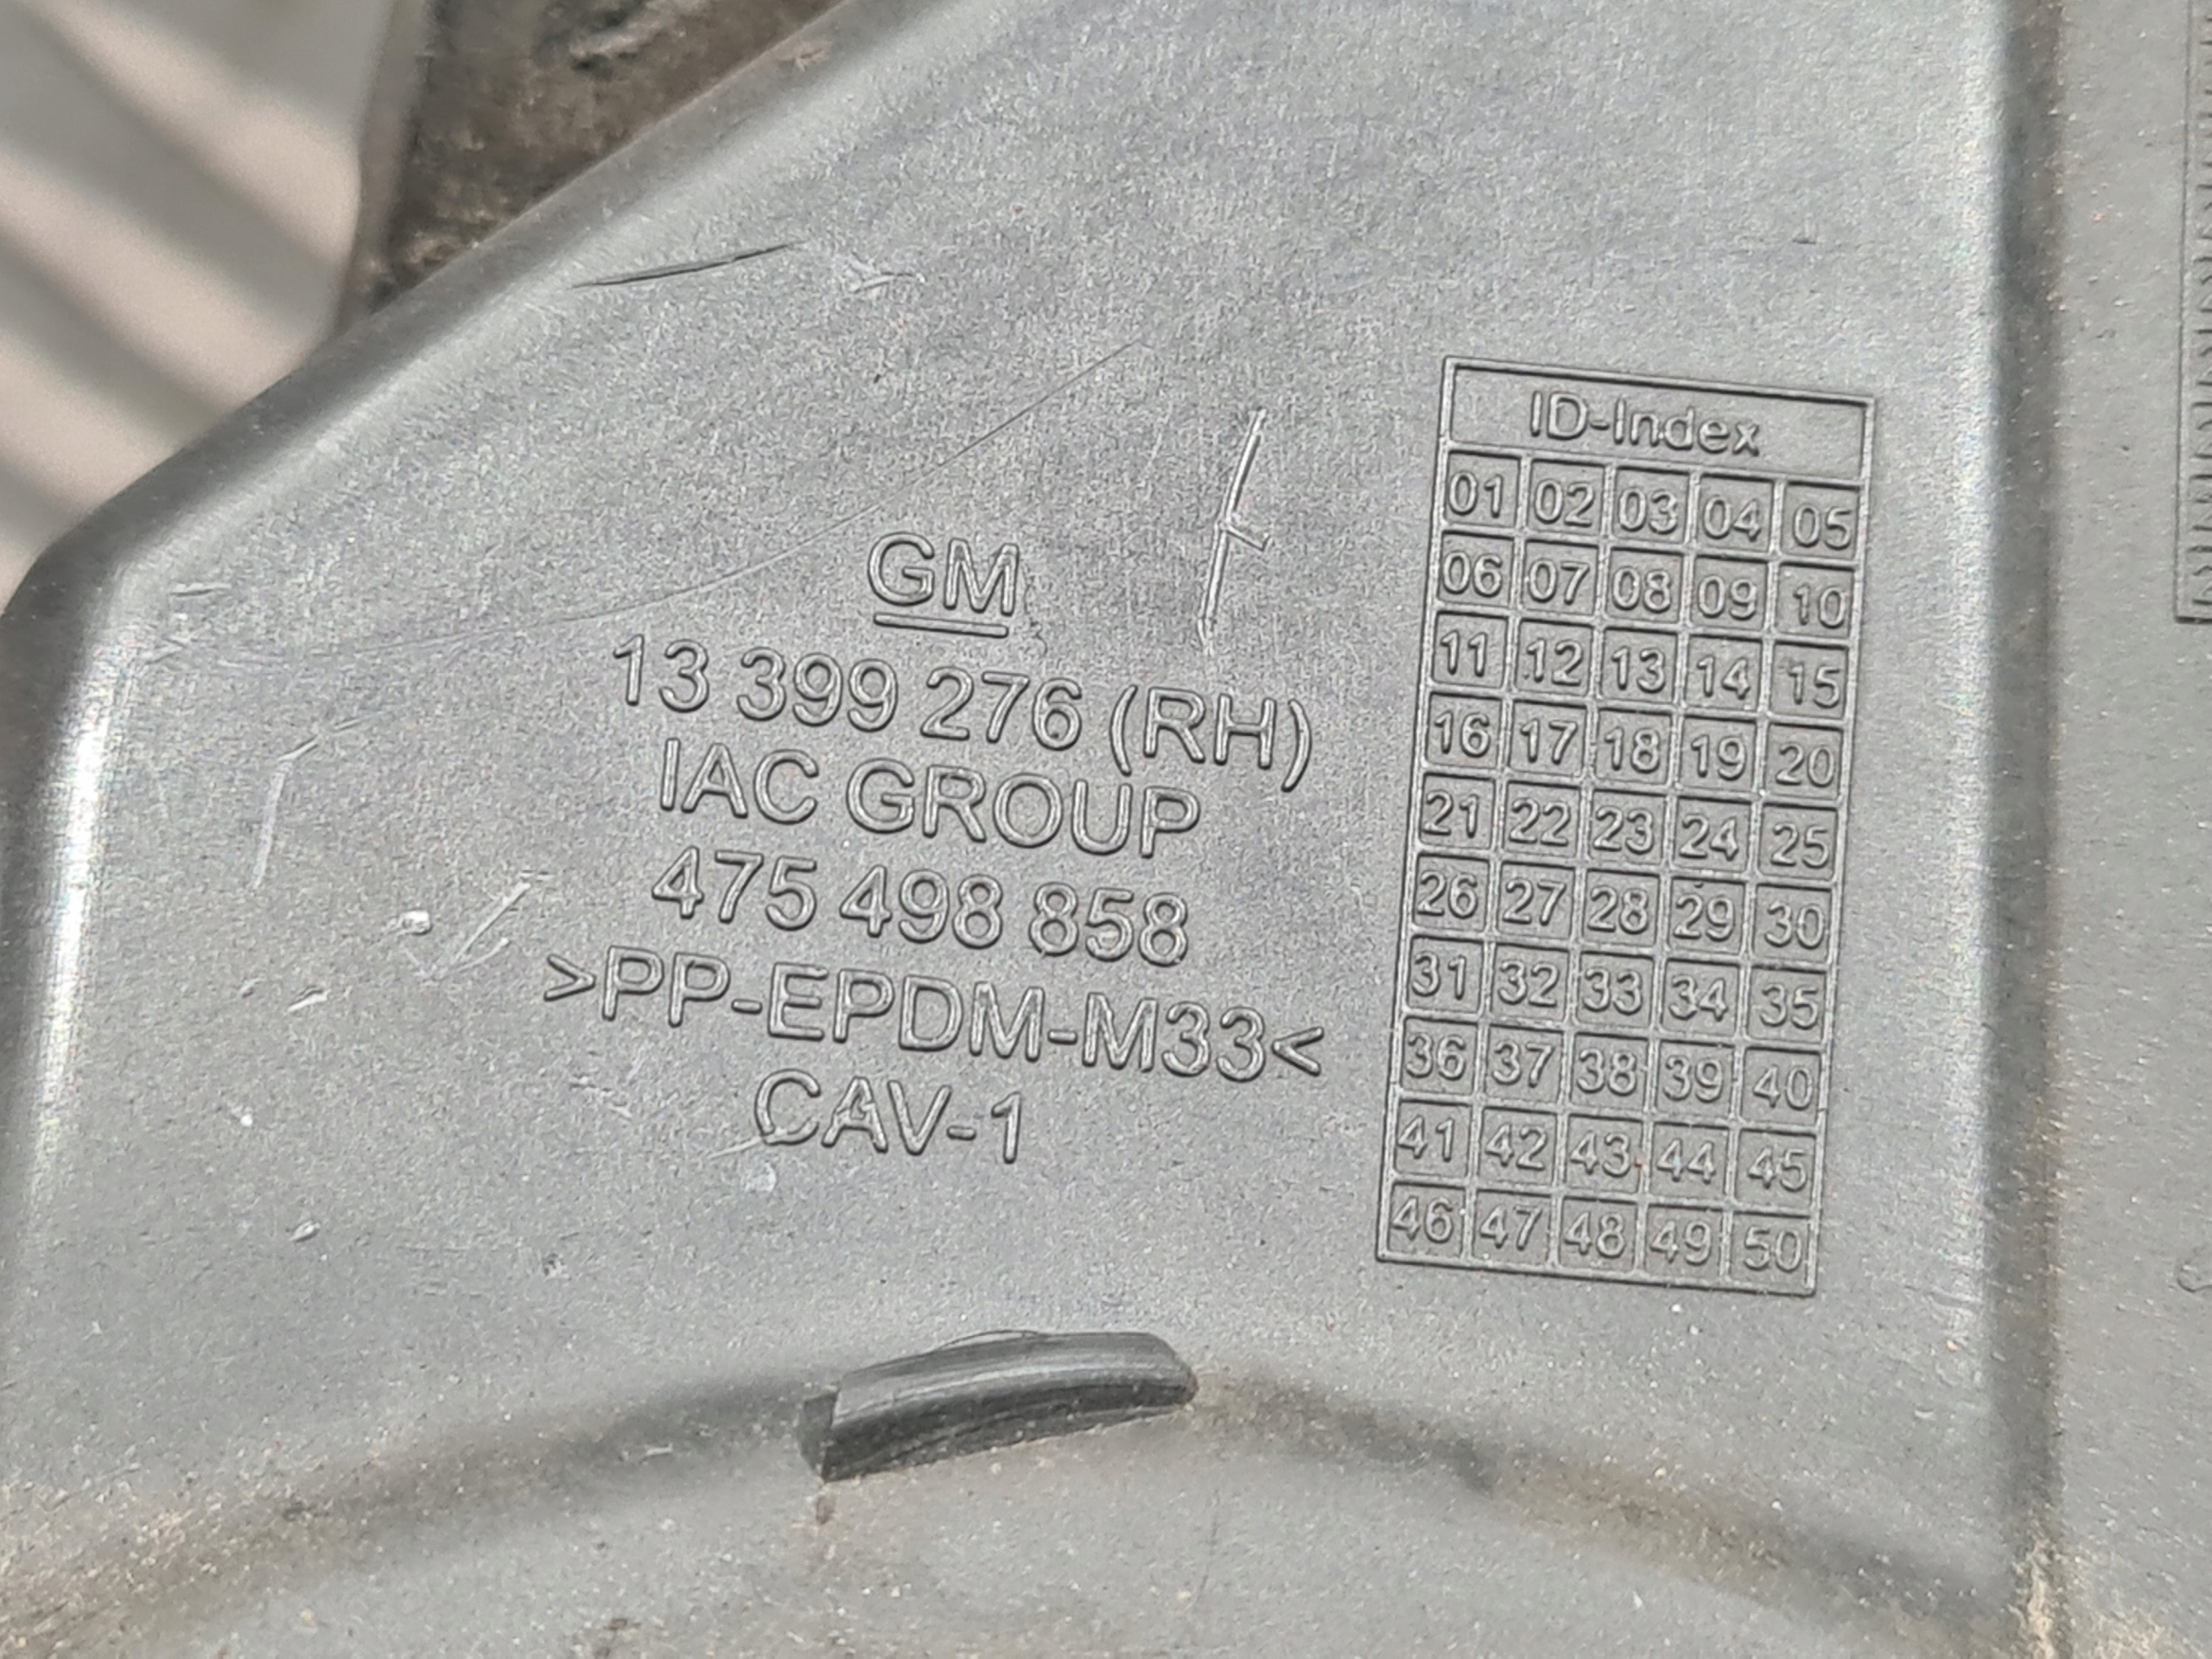 GM
13 399 276 (RH)
IAC GROUP
475 498 858
>PP-EPDM-M33<
CAV-1
ID-Index
01 02 03 04 05
06 07 08 09 10
11 12 13 14 15
16 17 18 19 20
21 22 23 24 25
26 27 28 29 30
31 32 33 34 35
36 37 38 39 40
41 42 43 44 45
46 47 48 49 50